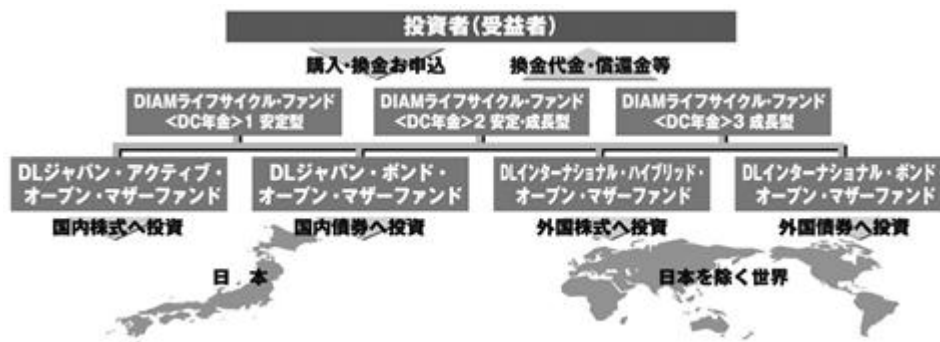 投資者(受益者)
購入・換金お申込
換金代金・償還金等
DIAMライフサイクル・ファンド
<DC年金>1 安定型
DIAMライフサイクル・ファンド
<DC年金>2 安定・成長型
DIAMライフサイクル・ファンド
<DC年金>3 成長型
DLジャパン・アクティブ・
オープン・マザーファンド
DLジャパン・ボンド・
オープン・マザーファンド
DLインターナショナル・ハイブリッド・
オープン・マザーファンド
DLインターナショナル・ボンド
オープン・マザーファンド
国内株式へ投資
国内債券へ投資
外国株式へ投資
外国債券へ投資
日 本
日本を除く世界